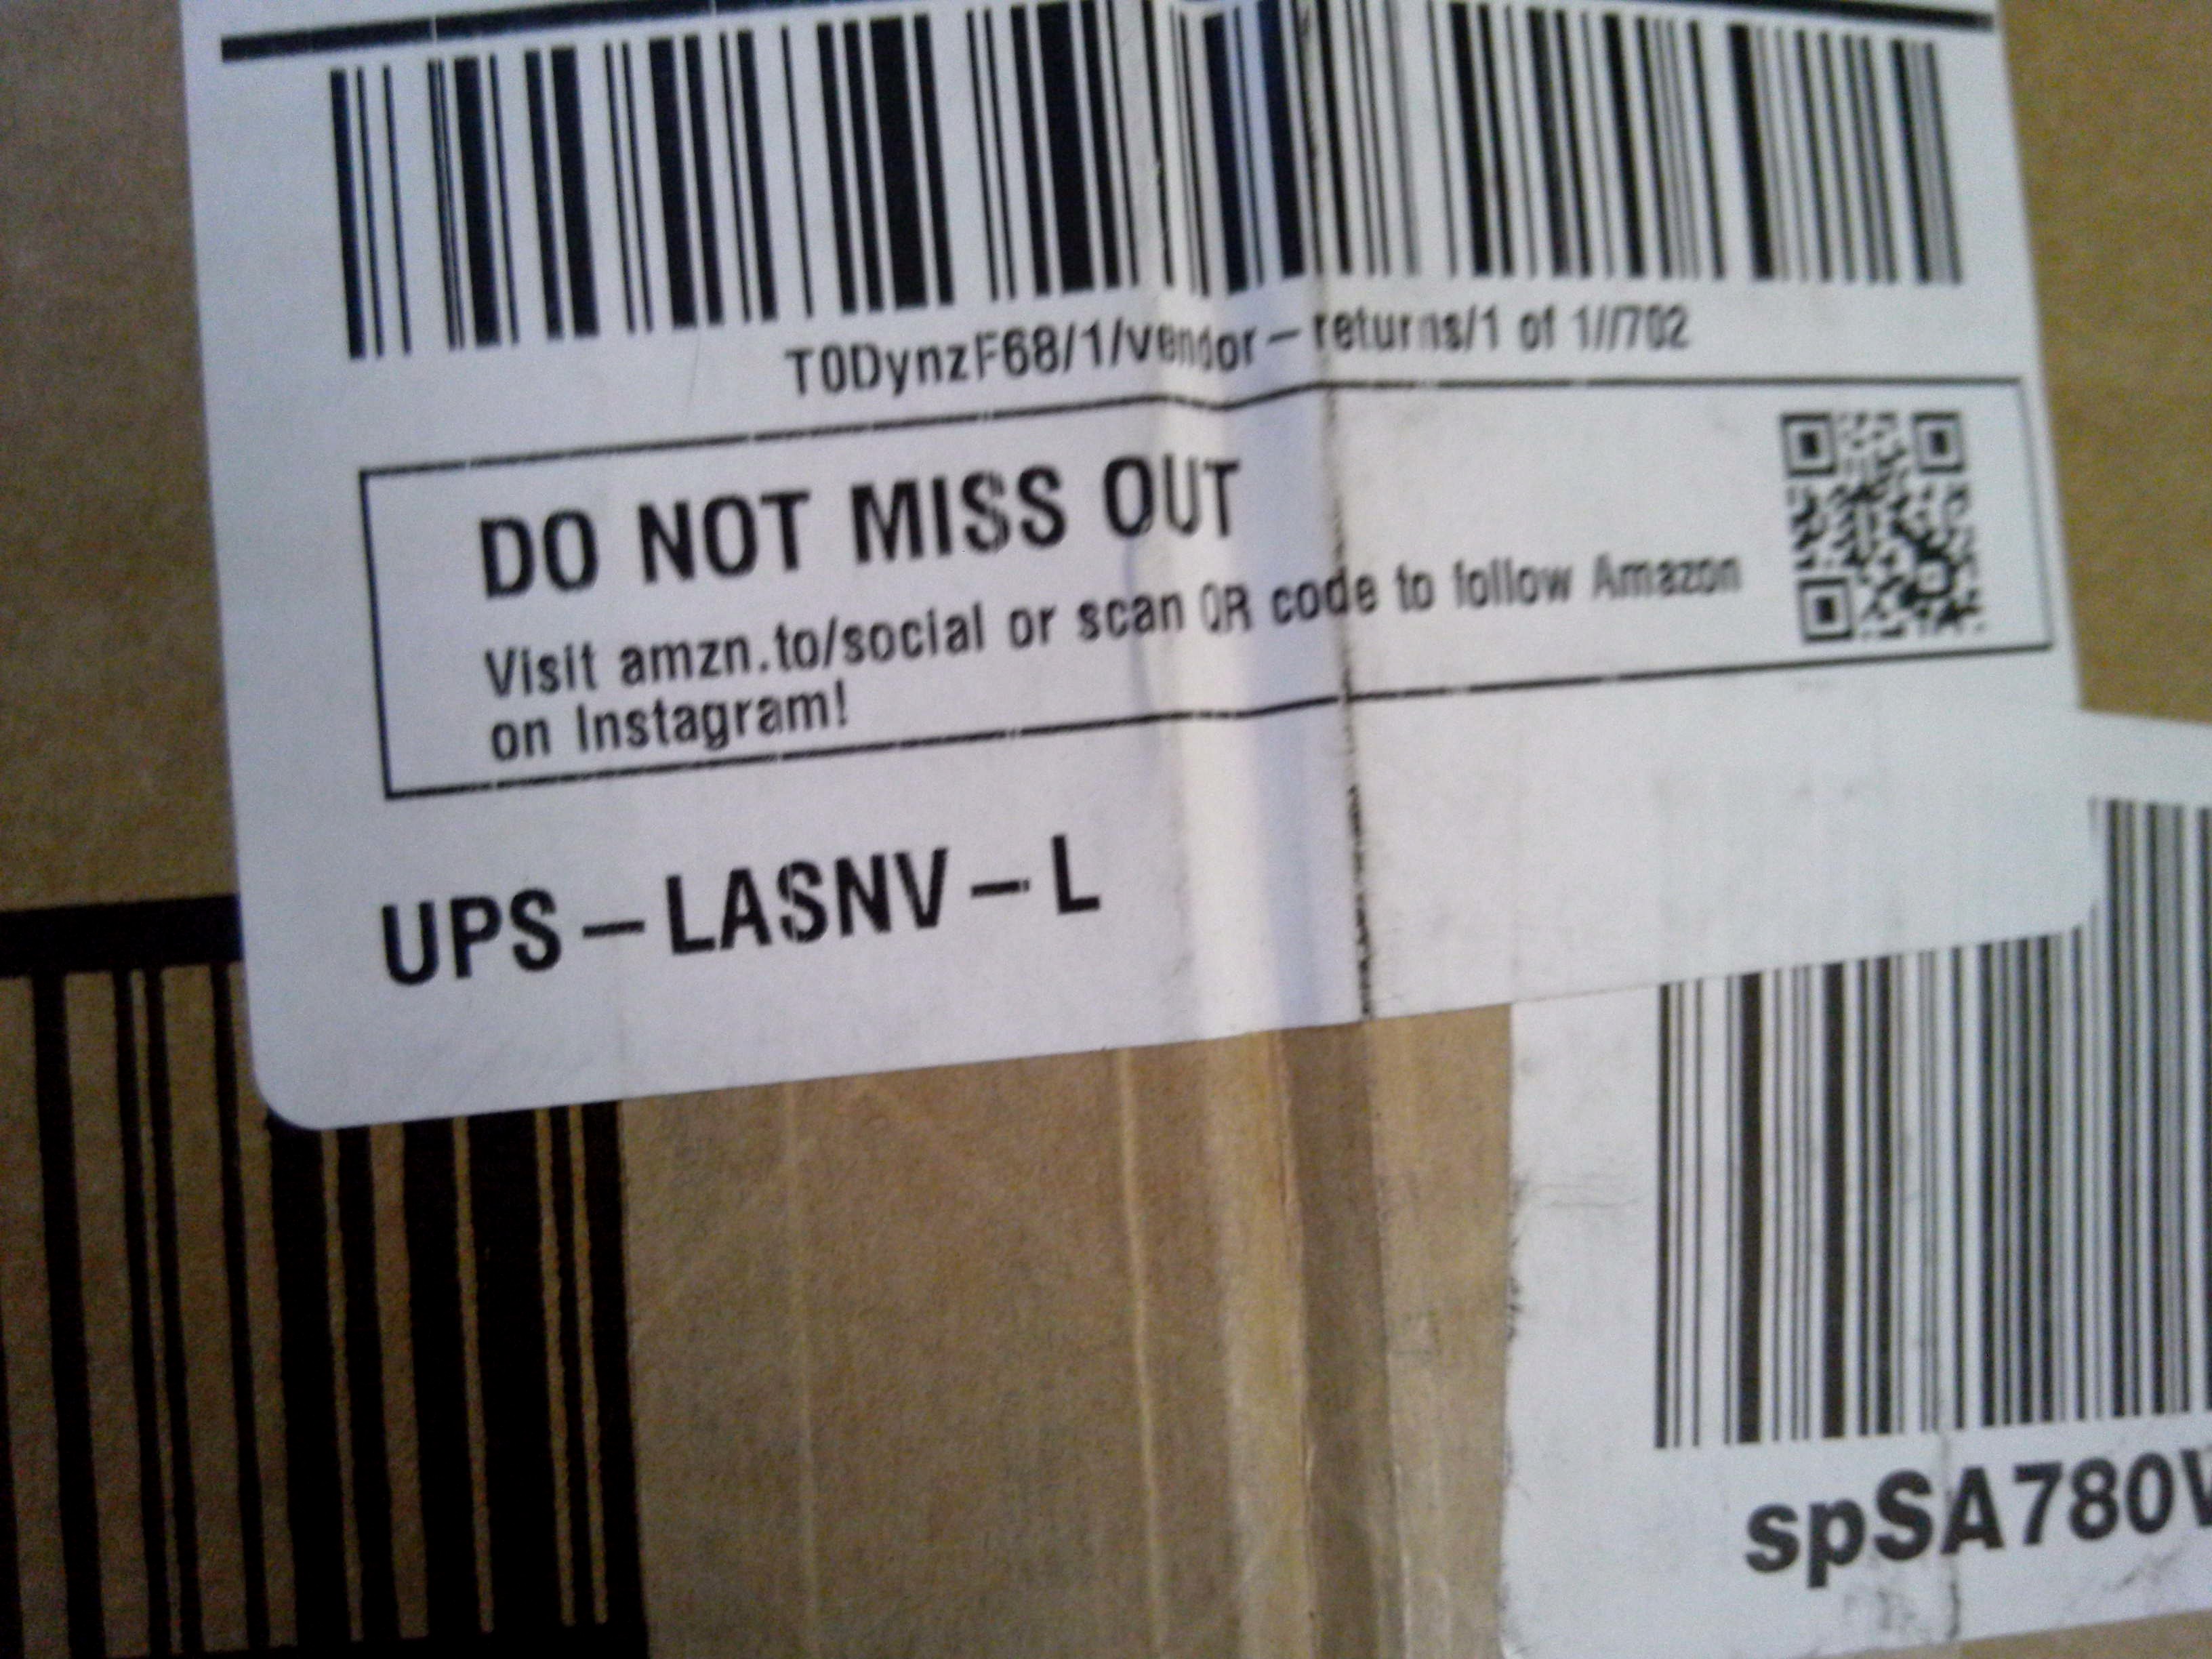 T0DynzF68/1/vendor-returns/1 of 1//702
DO NOT MISS OUT
Visit amzn.to/social or scan QR code to follow Amazon
on Instagram!
UPS-LASNV-L
spSA780V